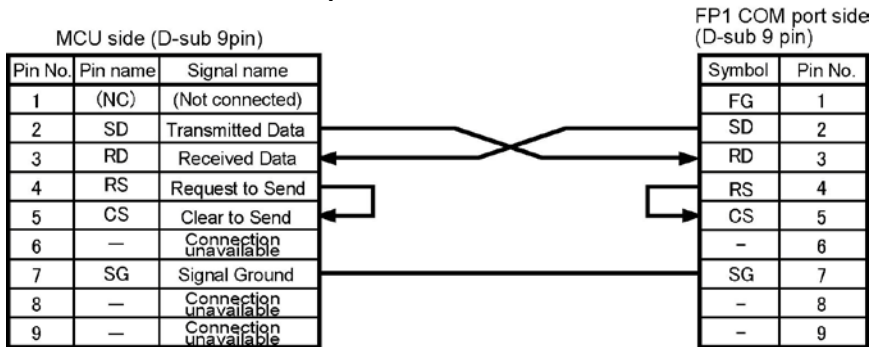 FP1 COM port side
MCU side (D-sub 9pin) (D-sub 9 pin)
Pin No. Pin name Signal name Symbol Pin No.
1 (NC) (Not connected) FG 1
2 SD Transmitted Data SD 2
3 RD Received Data RD 3
4 RS Request to Send RS 4
5 CS Clear to Send CS 5
6 — Connection unavailable - 6
7 SG Signal Ground SG 7
8 — Connection unavailable - 8
9 — Connection unavailable - 9